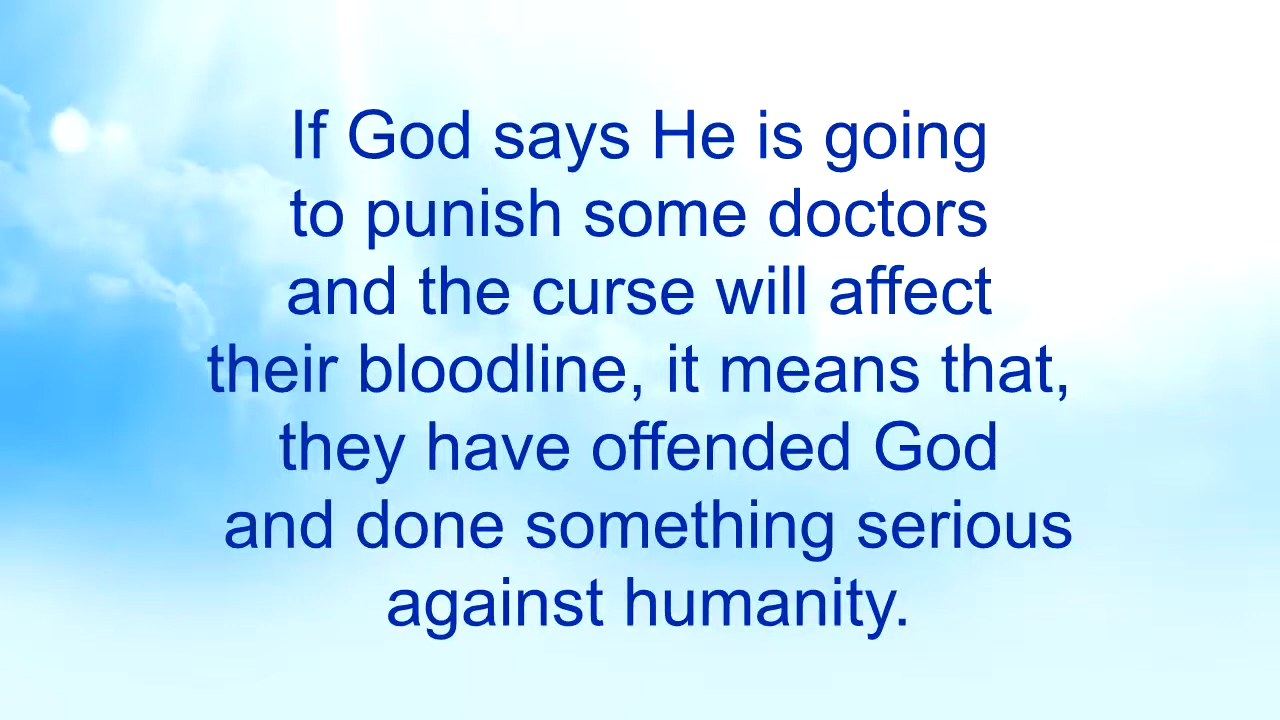 If God says He is going
to punish some doctors
and the curse will affect
their bloodline, it means that,
they have offended God
and done something serious
against humanity.